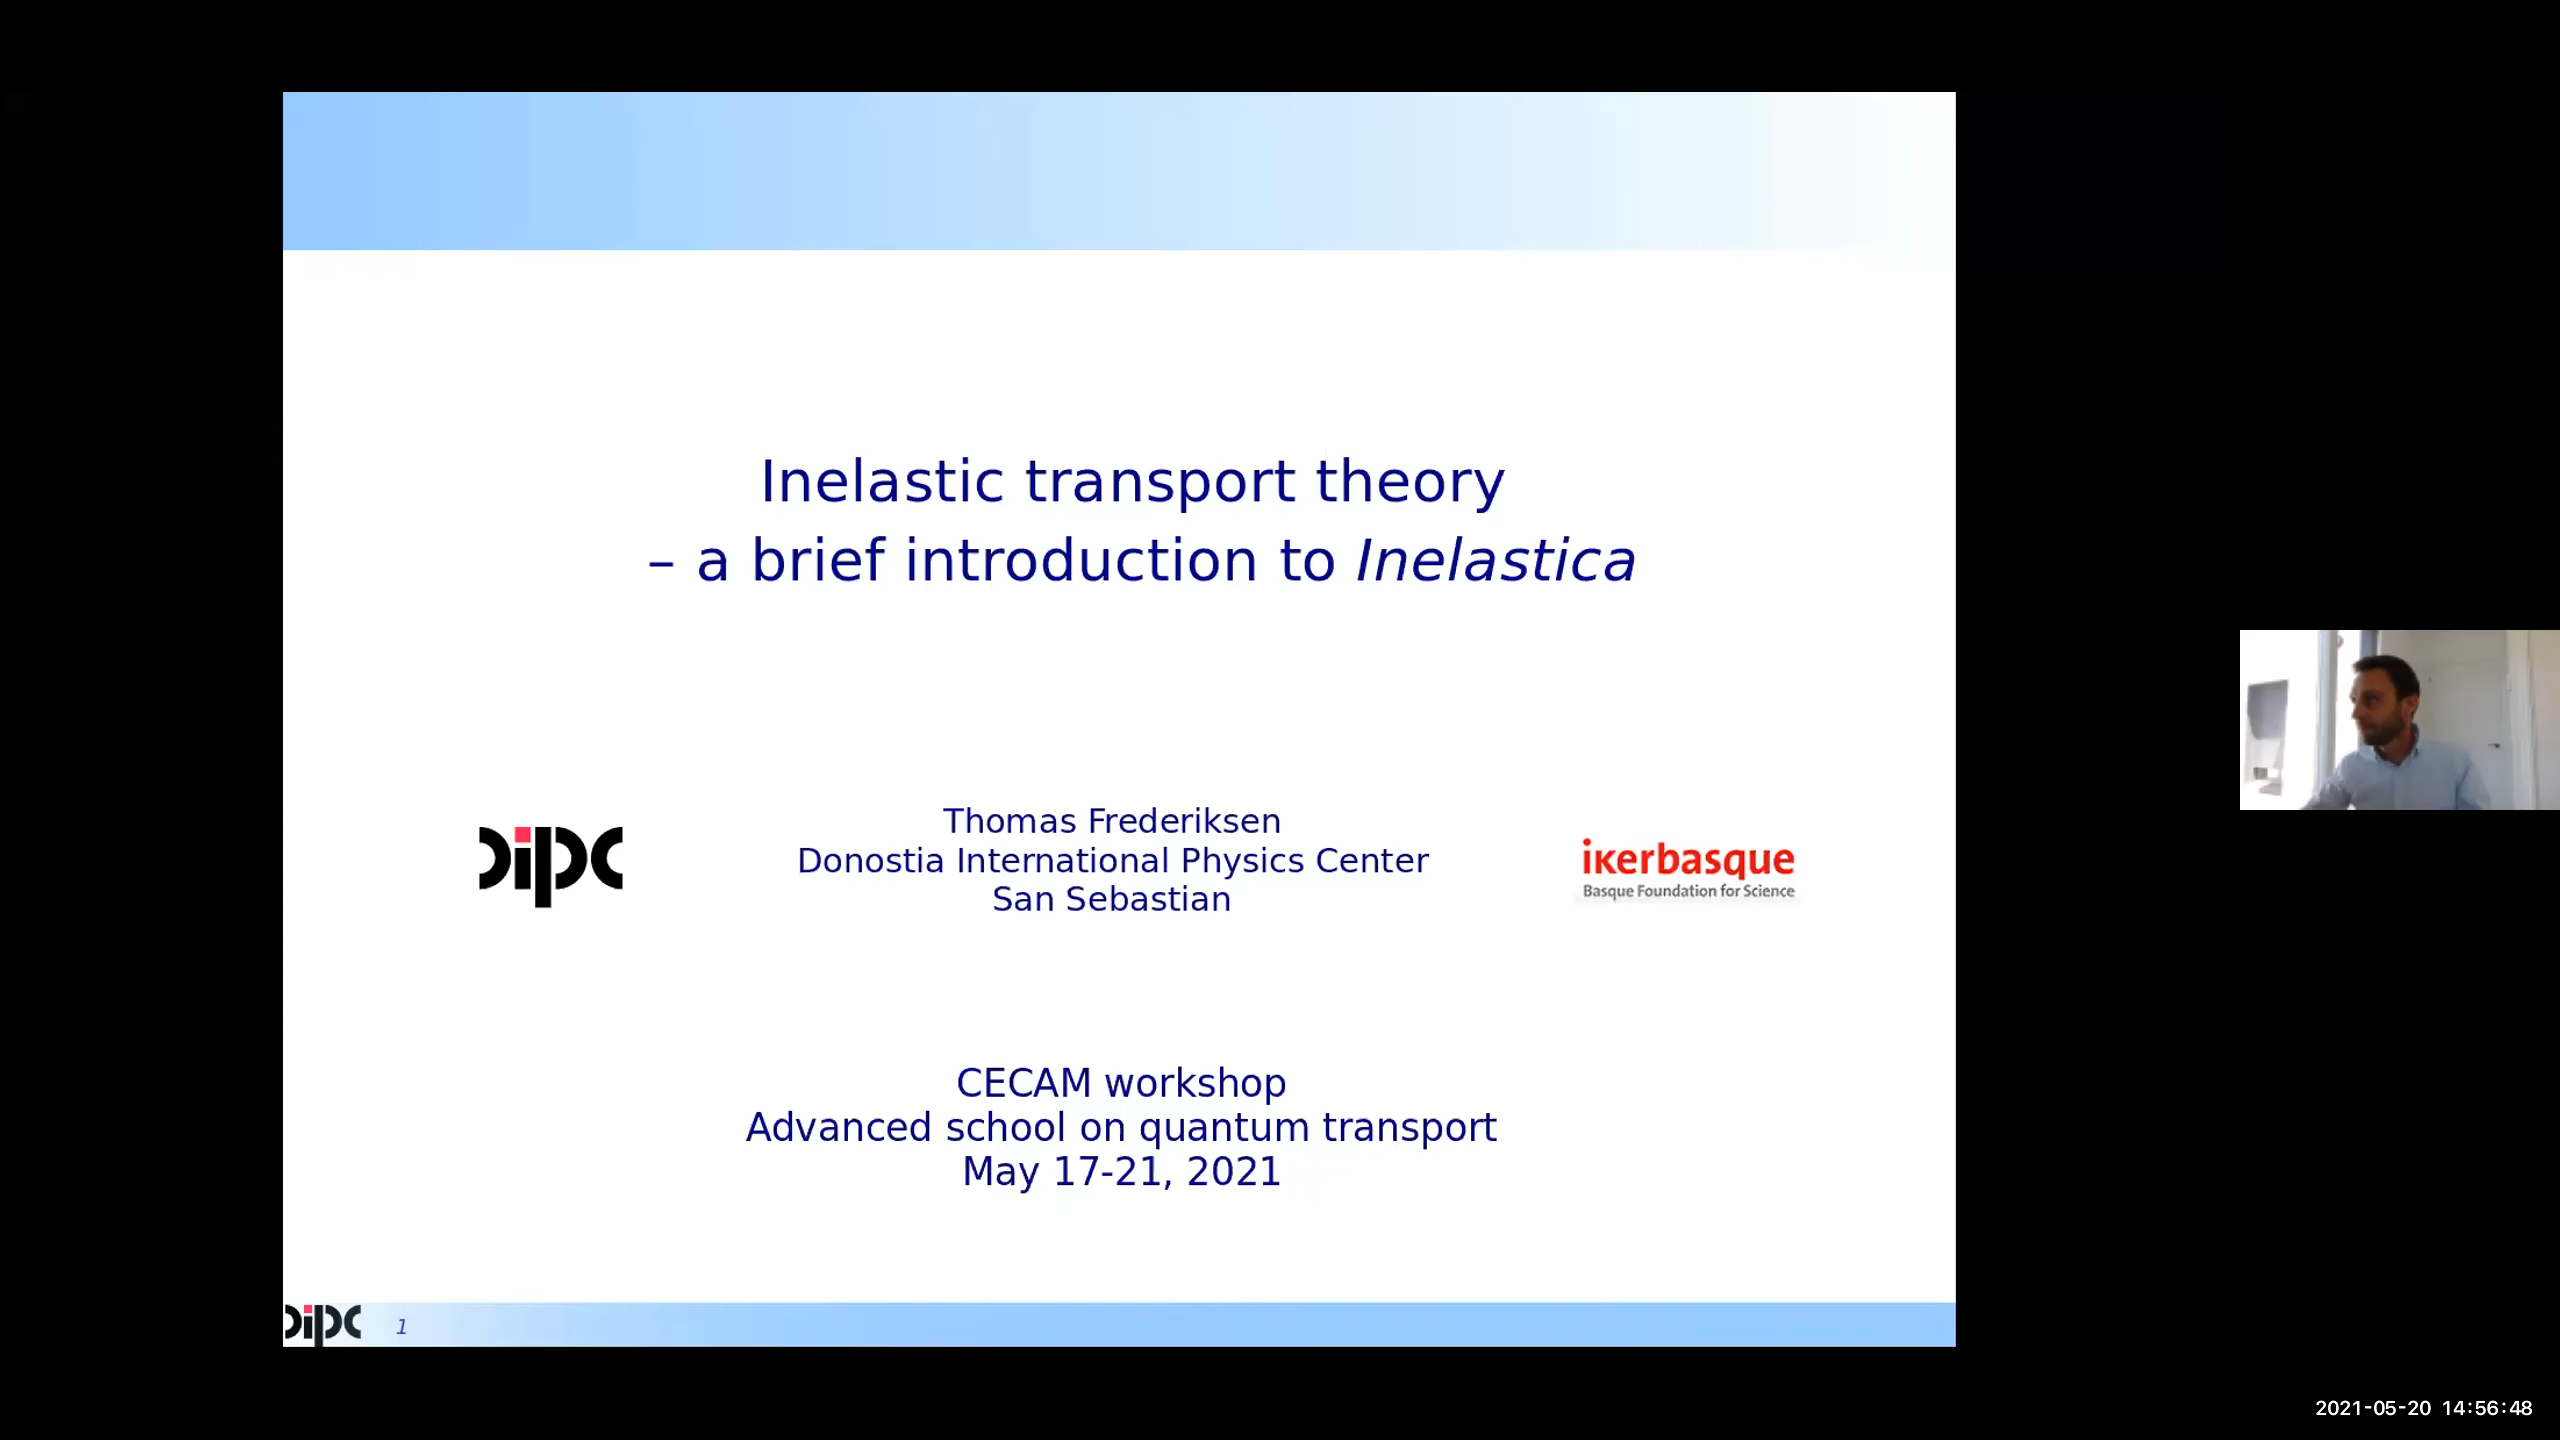 Inelastic transport theory
– a brief introduction to Inelastica
dipc
Thomas Frederiksen
Donostia International Physics Center
San Sebastian
ikerbasque
Basque Foundation for Science
CECAM workshop
Advanced school on quantum transport
May 17-21, 2021
dipc
1
2021-05-20 14:56:48